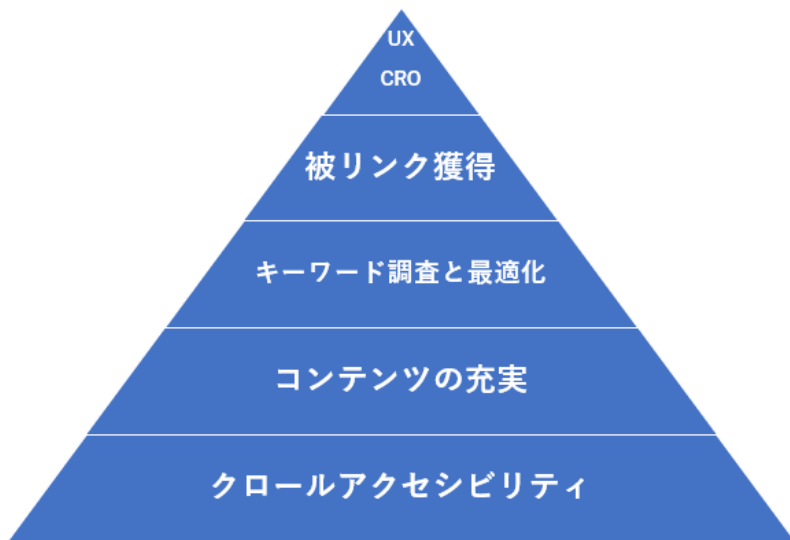 UX
CRO
被リンク獲得
キーワード調査と最適化
コンテンツの充実
クロールアクセシビリティ